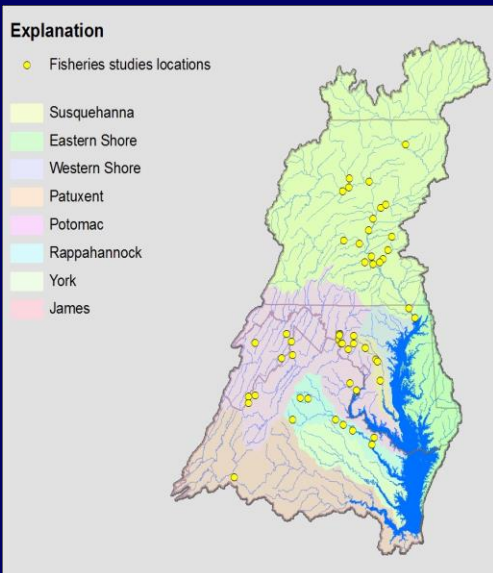 Explanation
Fisheries studies locations
Susquehanna
Eastern Shore
Western Shore
Patuxent
Potomac
Rappahannock
York
James